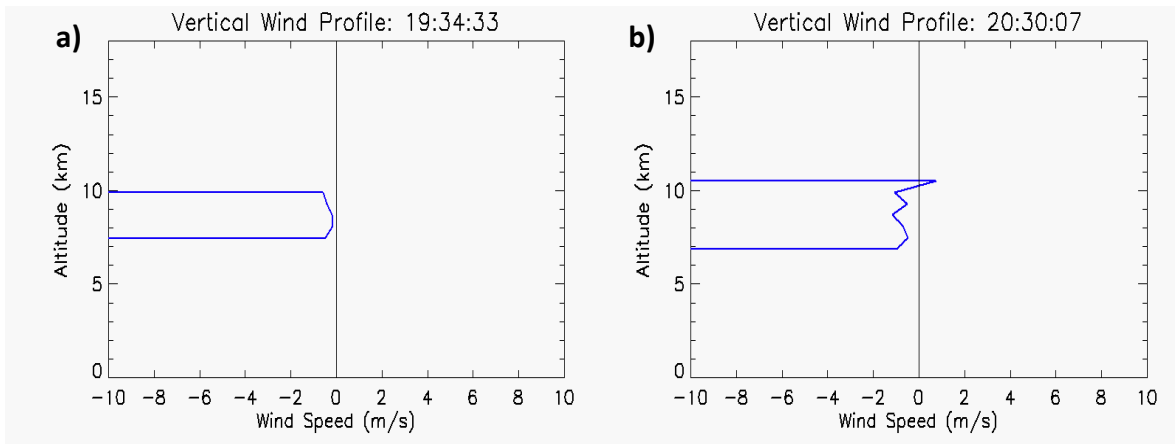 a)
Vertical Wind Profile: 19:34:33
15
10
5
0
Altitude (km)
-10 -8 -6 -4 -2 0 2 4 6 8 10
Wind Speed (m/s)
b)
Vertical Wind Profile: 20:30:07
15
10
5
0
Altitude (km)
-10 -8 -6 -4 -2 0 2 4 6 8 10
Wind Speed (m/s)